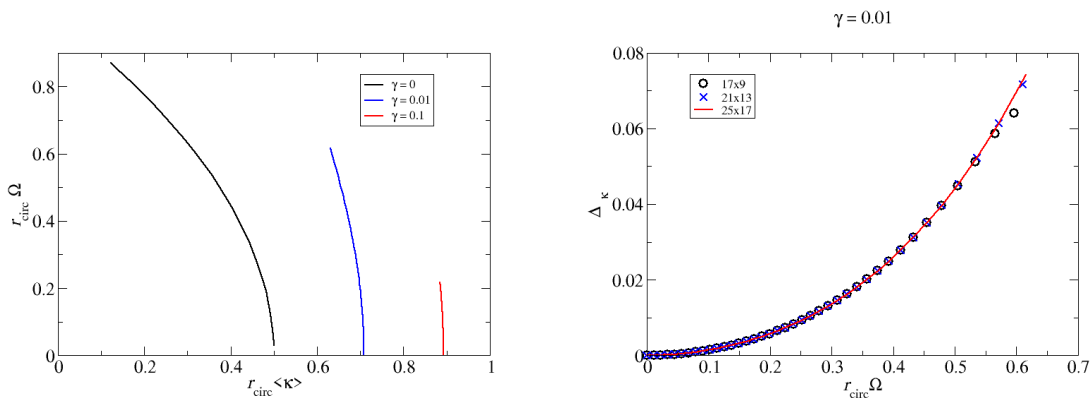 γ = 0.01
0.8
0.6
0.4
0.2
0
r_circ Ω
γ = 0
γ = 0.01
γ = 0.1
0 0.2 0.4 0.6 0.8 1
r_circ <κ>
0.08
0.06
0.04
0.02
0.00
Δ_κ
17x9
21x13
25x17
0 0.1 0.2 0.3 0.4 0.5 0.6 0.7
r_circ Ω